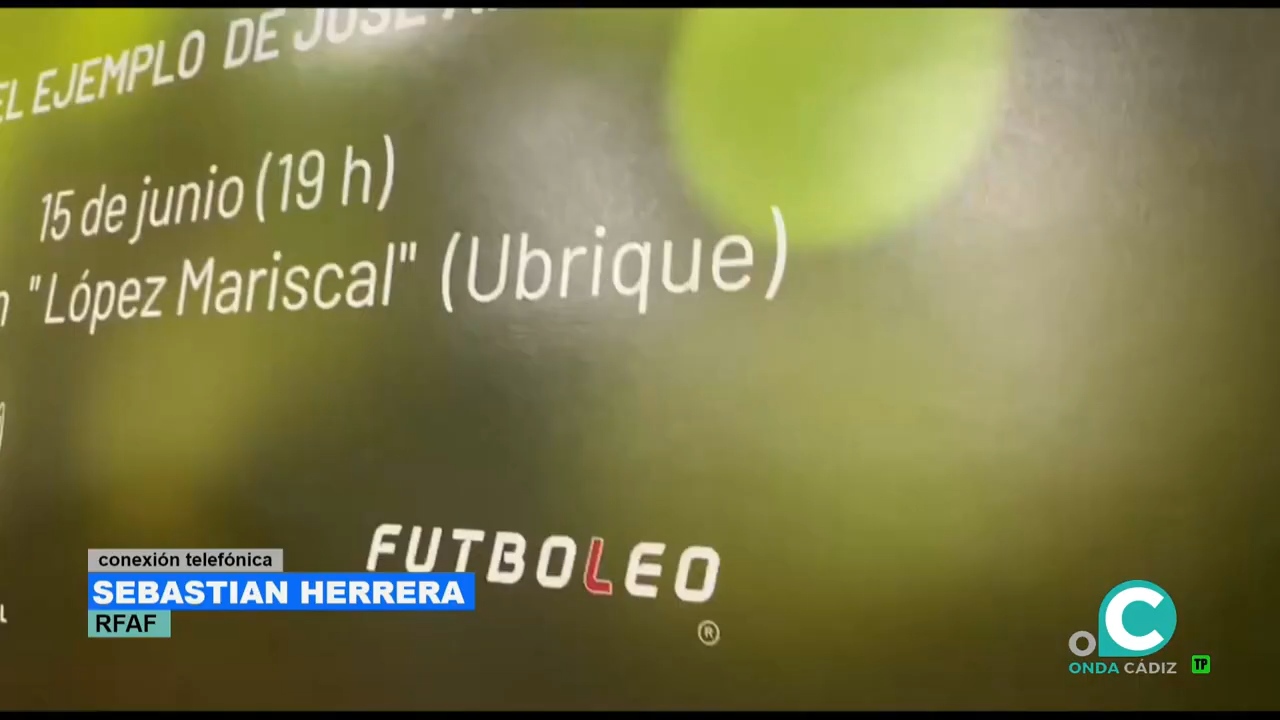 EL EJEMPLO DE JOSÉ
15 de junio (19 h)
"López Mariscal" (Ubrique)
FUTBOLEO
®
conexión telefónica
SEBASTIAN HERRERA
RFAF
ONDA CÁDIZ
TP